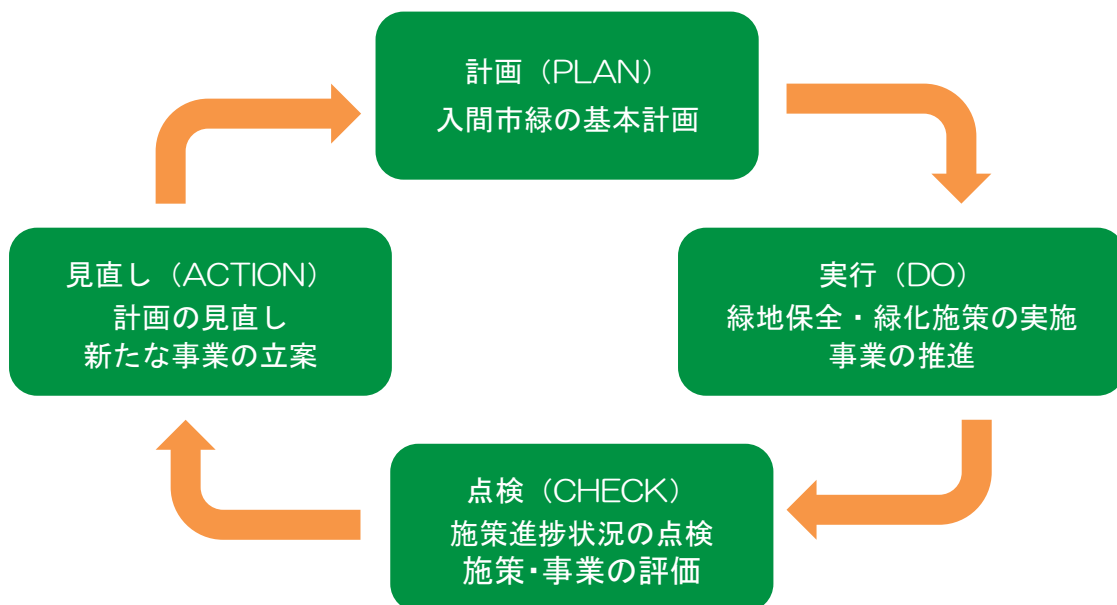 計画（PLAN）
入間市緑の基本計画
見直し（ACTION）
計画の見直し
新たな事業の立案
実行（DO）
緑地保全・緑化施策の実施
事業の推進
点検（CHECK）
施策進捗状況の点検
施策・事業の評価